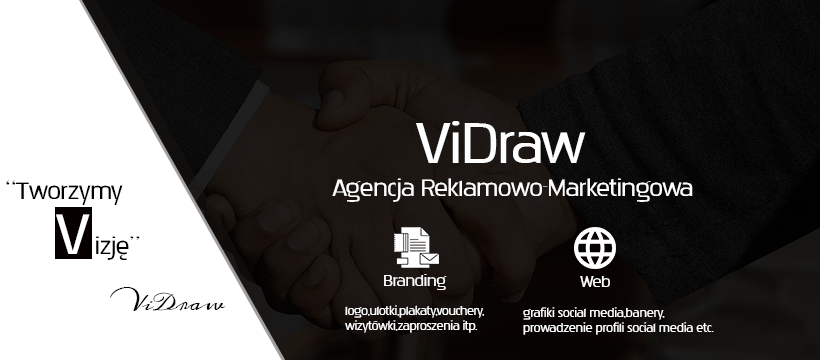 “Tworzymy
Vizję”
ViDraw
ViDraw
Agencja Reklamowo-Marketingowa
Branding
logo,ulotki,plakaty,vouchery,
wizytówki,zaproszenia itp.
Web
grafiki social media,banery,
prowadzenie profili social media etc.